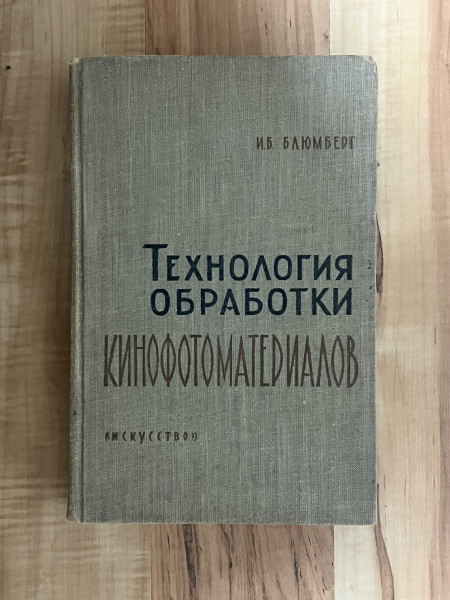 И.Б. БЛЮМБЕРГ
ТЕХНОЛОГИЯ
ОБРАБОТКИ
КИНОФОТОМАТЕРИАЛОВ
«ИСКУССТВО»